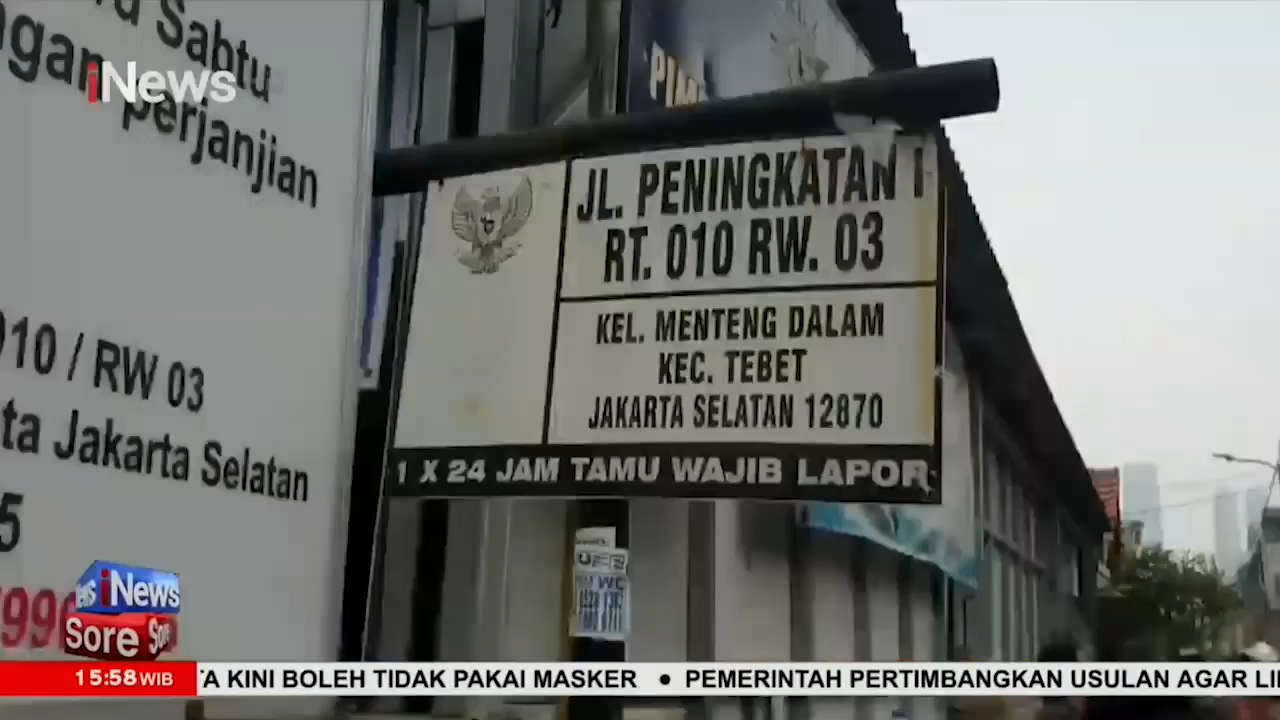 Sabtu
ngan perjanjian
iNews
010 / RW 03
ta Jakarta Selatan
5
JL. PENINGKATAN I
RT. 010 RW. 03
KEL. MENTENG DALAM
KEC. TEBET
JAKARTA SELATAN 12870
1 X 24 JAM TAMU WAJIB LAPOR
iNews
Sore
15:58 WIB
TA KINI BOLEH TIDAK PAKAI MASKER ● PEMERINTAH PERTIMBANGKAN USULAN AGAR LI